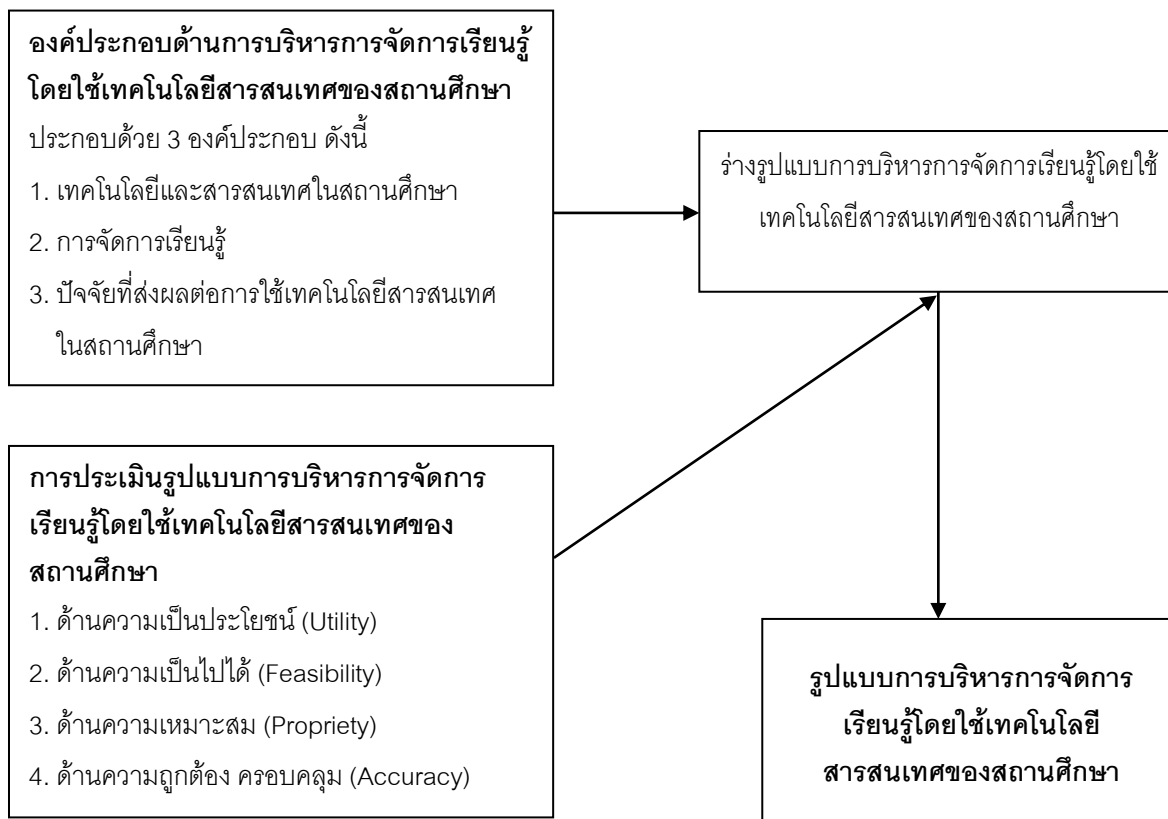 องค์ประกอบด้านการบริหารการจัดการเรียนรู้
โดยใช้เทคโนโลยีสารสนเทศของสถานศึกษา
ประกอบด้วย 3 องค์ประกอบ ดังนี้
1. เทคโนโลยีและสารสนเทศในสถานศึกษา
2. การจัดการเรียนรู้
3. ปัจจัยที่ส่งผลต่อการใช้เทคโนโลยีสารสนเทศ
ในสถานศึกษา
ร่างรูปแบบการบริหารการจัดการเรียนรู้โดยใช้
เทคโนโลยีสารสนเทศของสถานศึกษา
การประเมินรูปแบบการบริหารการจัดการ
เรียนรู้โดยใช้เทคโนโลยีสารสนเทศของ
สถานศึกษา
1. ด้านความเป็นประโยชน์ (Utility)
2. ด้านความเป็นไปได้ (Feasibility)
3. ด้านความเหมาะสม (Propriety)
4. ด้านความถูกต้อง ครอบคลุม (Accuracy)
รูปแบบการบริหารการจัดการ
เรียนรู้โดยใช้เทคโนโลยี
สารสนเทศของสถานศึกษา